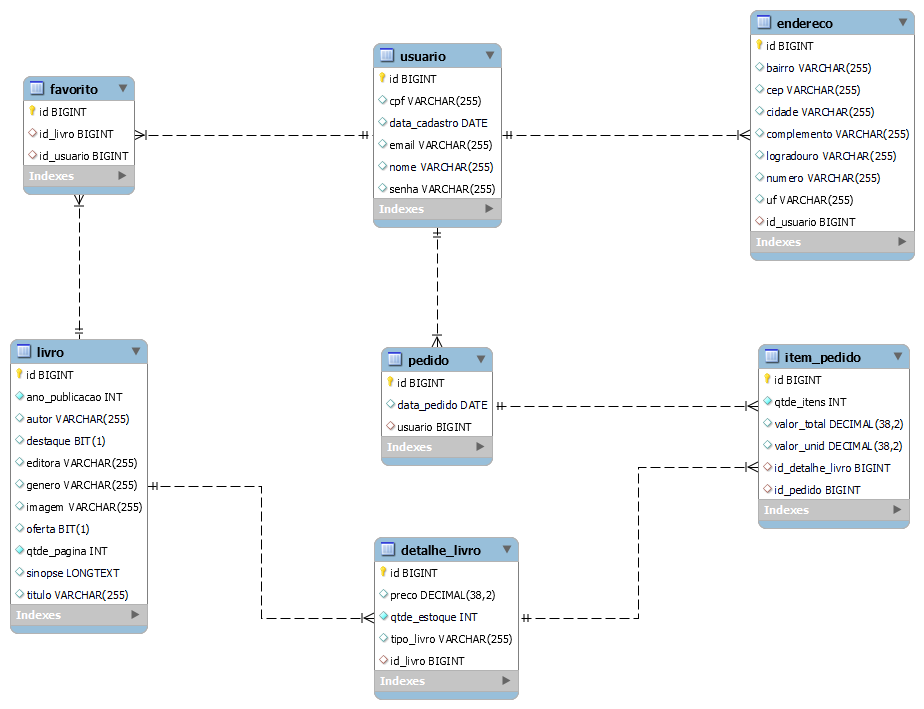 favorito
id BIGINT
id_livro BIGINT
id_usuario BIGINT
Indexes
usuario
id BIGINT
cpf VARCHAR(255)
data_cadastro DATE
email VARCHAR(255)
nome VARCHAR(255)
senha VARCHAR(255)
Indexes
endereco
id BIGINT
bairro VARCHAR(255)
cep VARCHAR(255)
cidade VARCHAR(255)
complemento VARCHAR(255)
logradouro VARCHAR(255)
numero VARCHAR(255)
uf VARCHAR(255)
id_usuario BIGINT
Indexes
livro
id BIGINT
ano_publicacao INT
autor VARCHAR(255)
destaque BIT(1)
editora VARCHAR(255)
genero VARCHAR(255)
imagem VARCHAR(255)
oferta BIT(1)
qtde_pagina INT
sinopse LONGTEXT
titulo VARCHAR(255)
Indexes
pedido
id BIGINT
data_pedido DATE
usuario BIGINT
Indexes
item_pedido
id BIGINT
qtde_itens INT
valor_total DECIMAL(38,2)
valor_unid DECIMAL(38,2)
id_detalhe_livro BIGINT
id_pedido BIGINT
Indexes
detalhe_livro
id BIGINT
preco DECIMAL(38,2)
qtde_estoque INT
tipo_livro VARCHAR(255)
id_livro BIGINT
Indexes